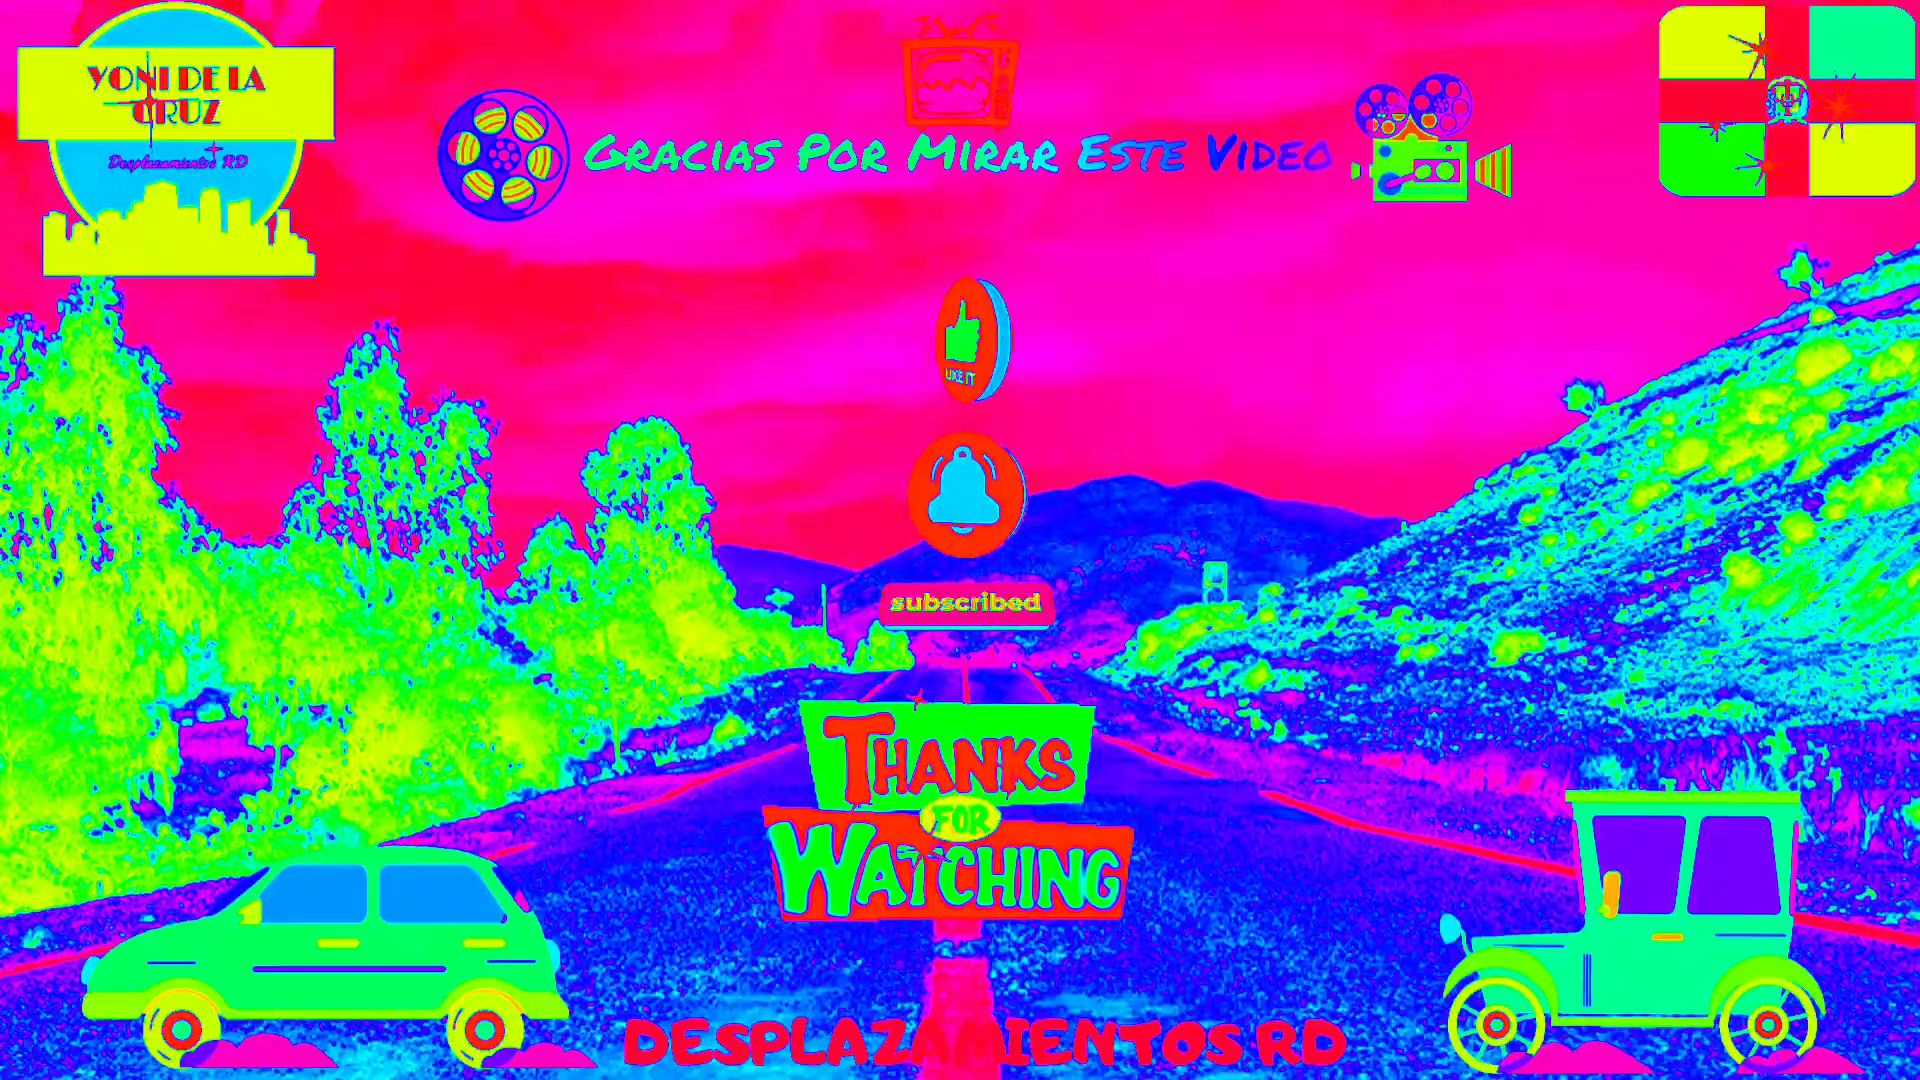 YONI DE LA
CRUZ
Desplazamientos RD
GRACIAS POR MIRAR ESTE VIDEO
LIKE IT
subscribed
THANKS
FOR
WATCHING
DESPLAZAMIENTOS RD